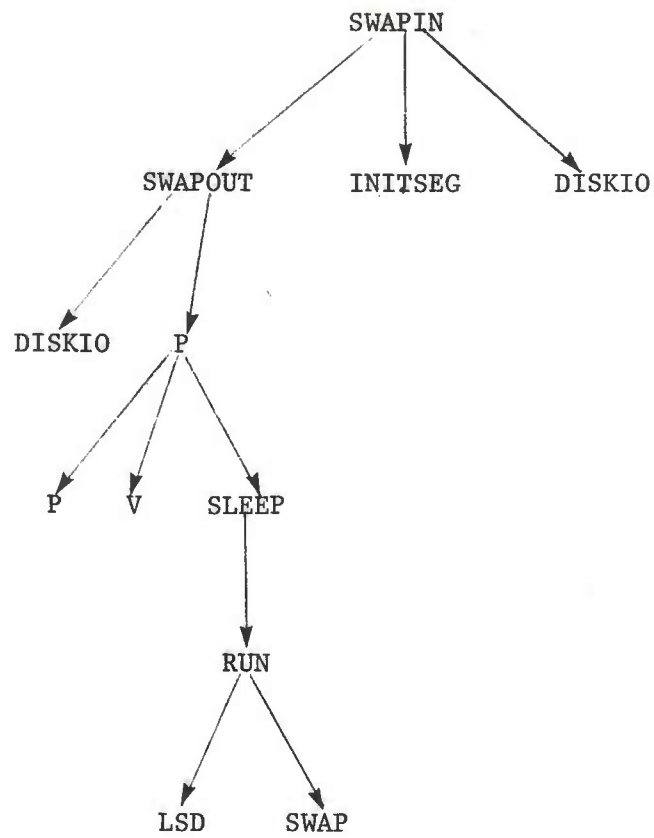 SWAPIN
SWAPOUT INITSEG DISKIO
DISKIO P
P V SLEEP
RUN
LSD SWAP